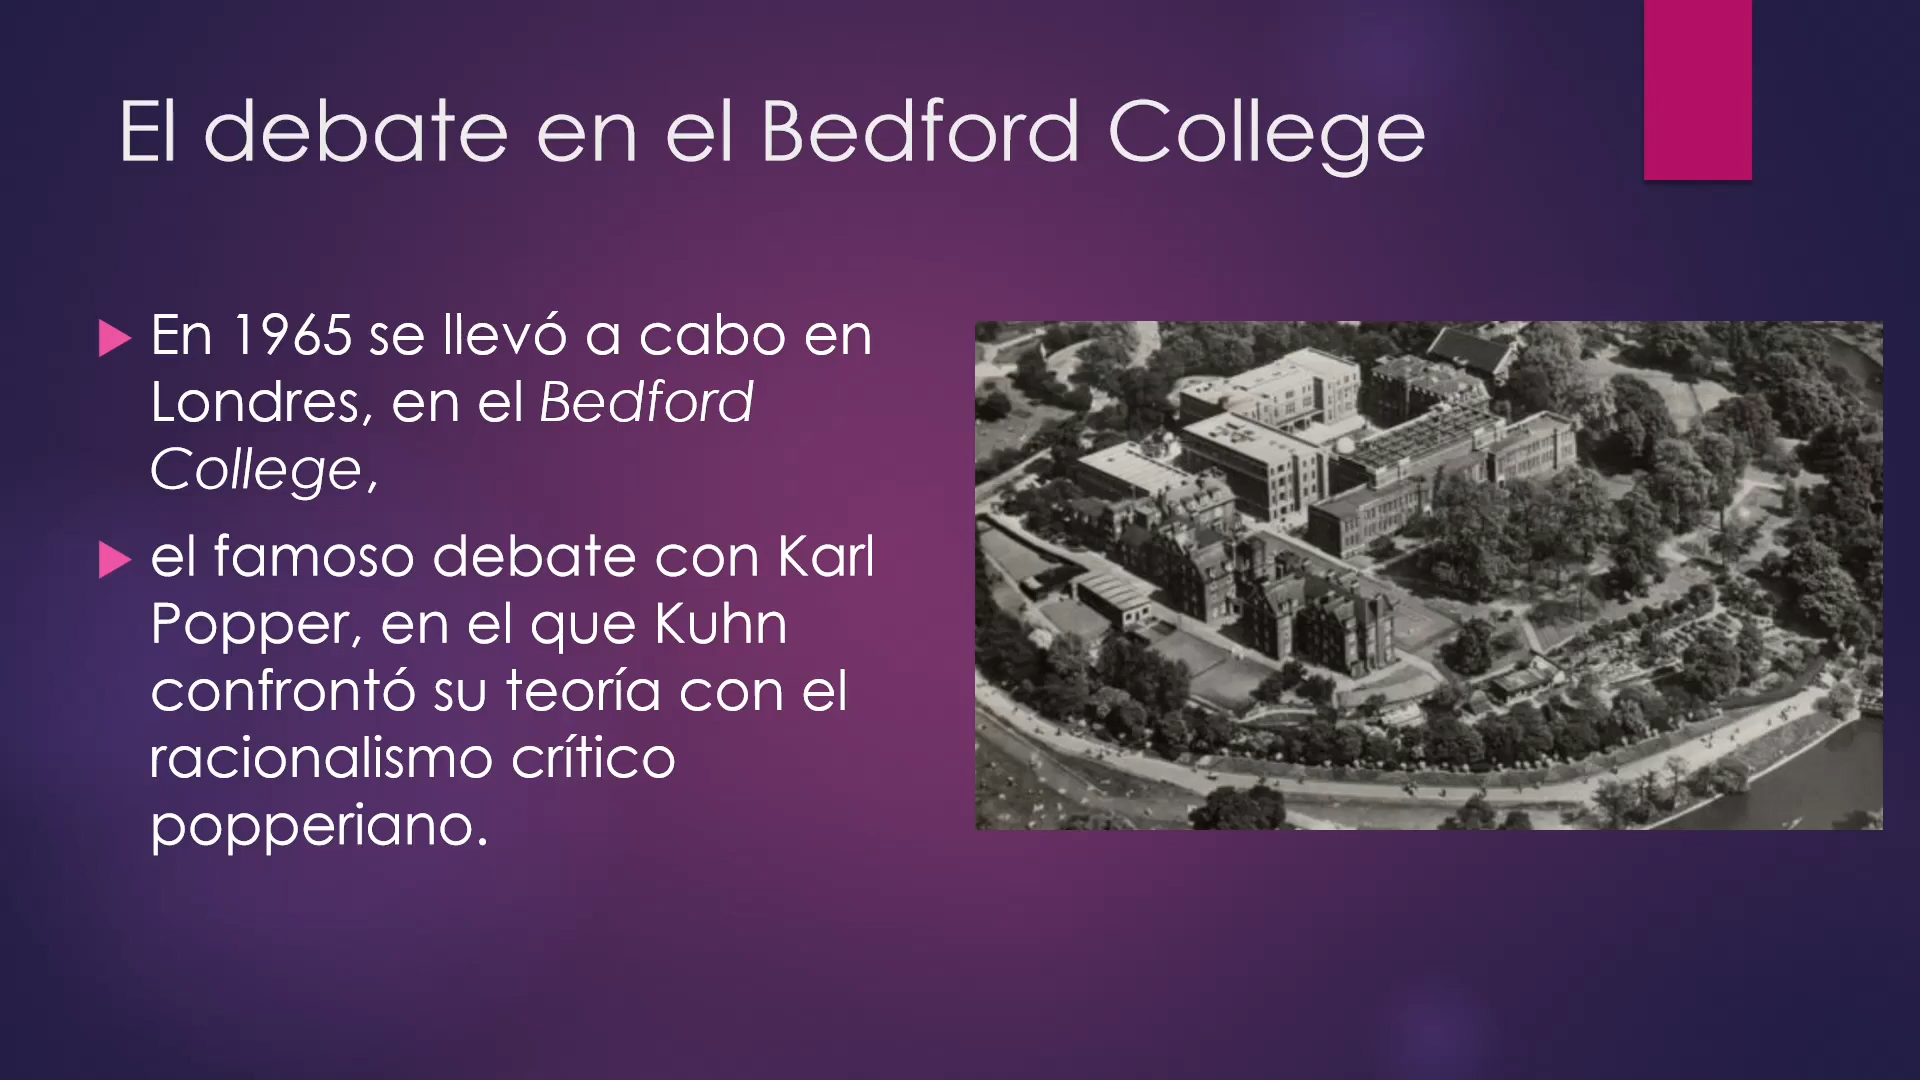 El debate en el Bedford College
En 1965 se llevó a cabo en
Londres, en el Bedford
College,
el famoso debate con Karl
Popper, en el que Kuhn
confrontó su teoría con el
racionalismo crítico
popperiano.